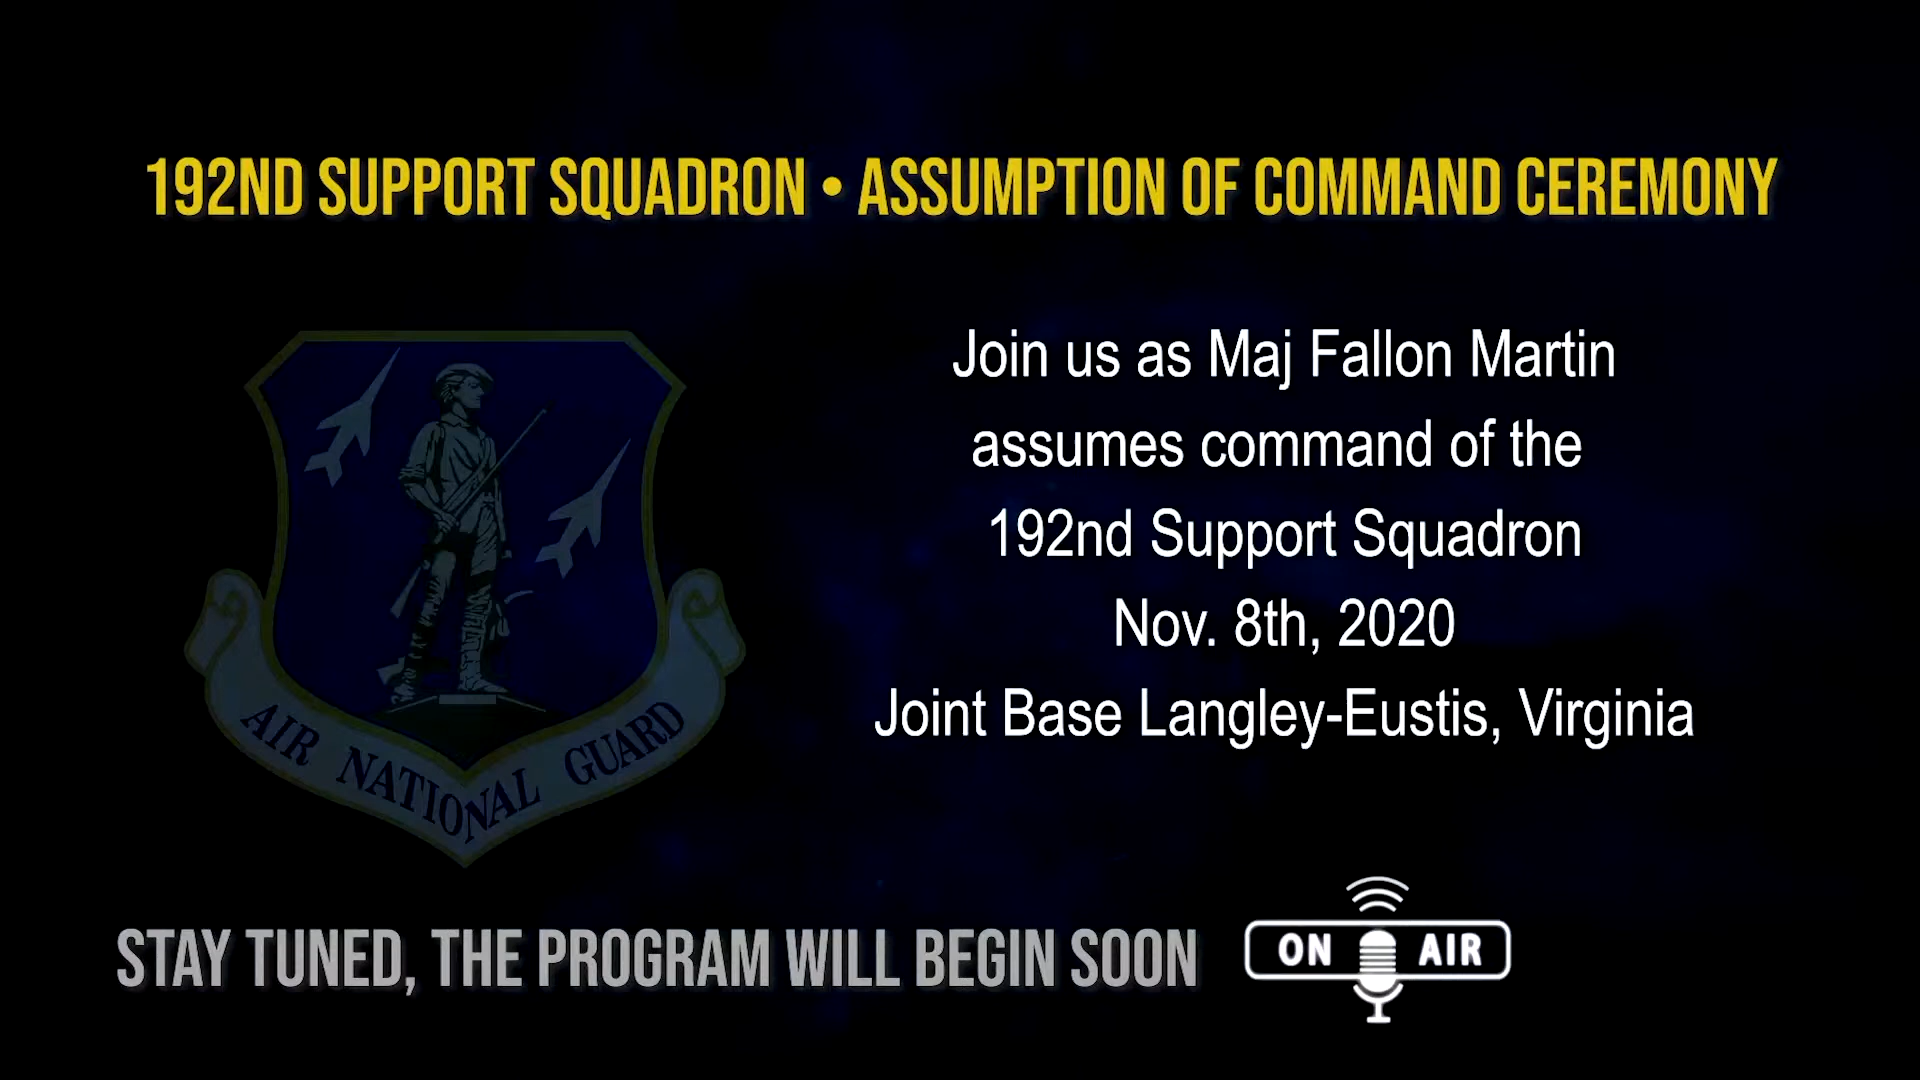 192ND SUPPORT SQUADRON • ASSUMPTION OF COMMAND CEREMONY
Join us as Maj Fallon Martin
assumes command of the
192nd Support Squadron
Nov. 8th, 2020
Joint Base Langley-Eustis, Virginia
AIR NATIONAL GUARD
STAY TUNED, THE PROGRAM WILL BEGIN SOON
ON AIR